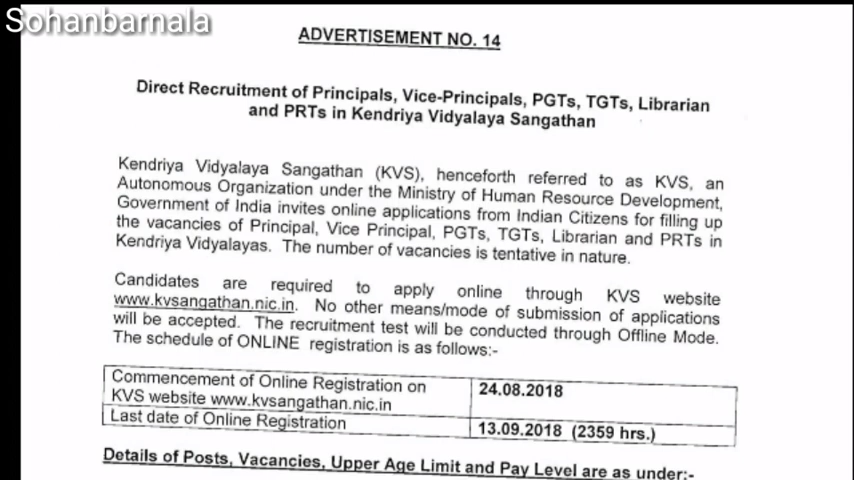 Sohanbarnala
ADVERTISEMENT NO. 14
Direct Recruitment of Principals, Vice-Principals, PGTs, TGTs, Librarian
and PRTs in Kendriya Vidyalaya Sangathan
Kendriya Vidyalaya Sangathan (KVS), henceforth referred to as KVS, an
Autonomous Organization under the Ministry of Human Resource Development,
Government of India invites online applications from Indian Citizens for filling up
the vacancies of Principal, Vice Principal, PGTs, TGTs, Librarian and PRTs in
Kendriya Vidyalayas. The number of vacancies is tentative in nature.
Candidates are required to apply online through KVS website
www.kvsangathan.nic.in. No other means/mode of submission of applications
will be accepted. The recruitment test will be conducted through Offline Mode.
The schedule of ONLINE registration is as follows:-
Commencement of Online Registration on
KVS website www.kvsangathan.nic.in
24.08.2018
Last date of Online Registration
13.09.2018 (2359 hrs.)
Details of Posts, Vacancies, Upper Age Limit and Pay Level are as under:-